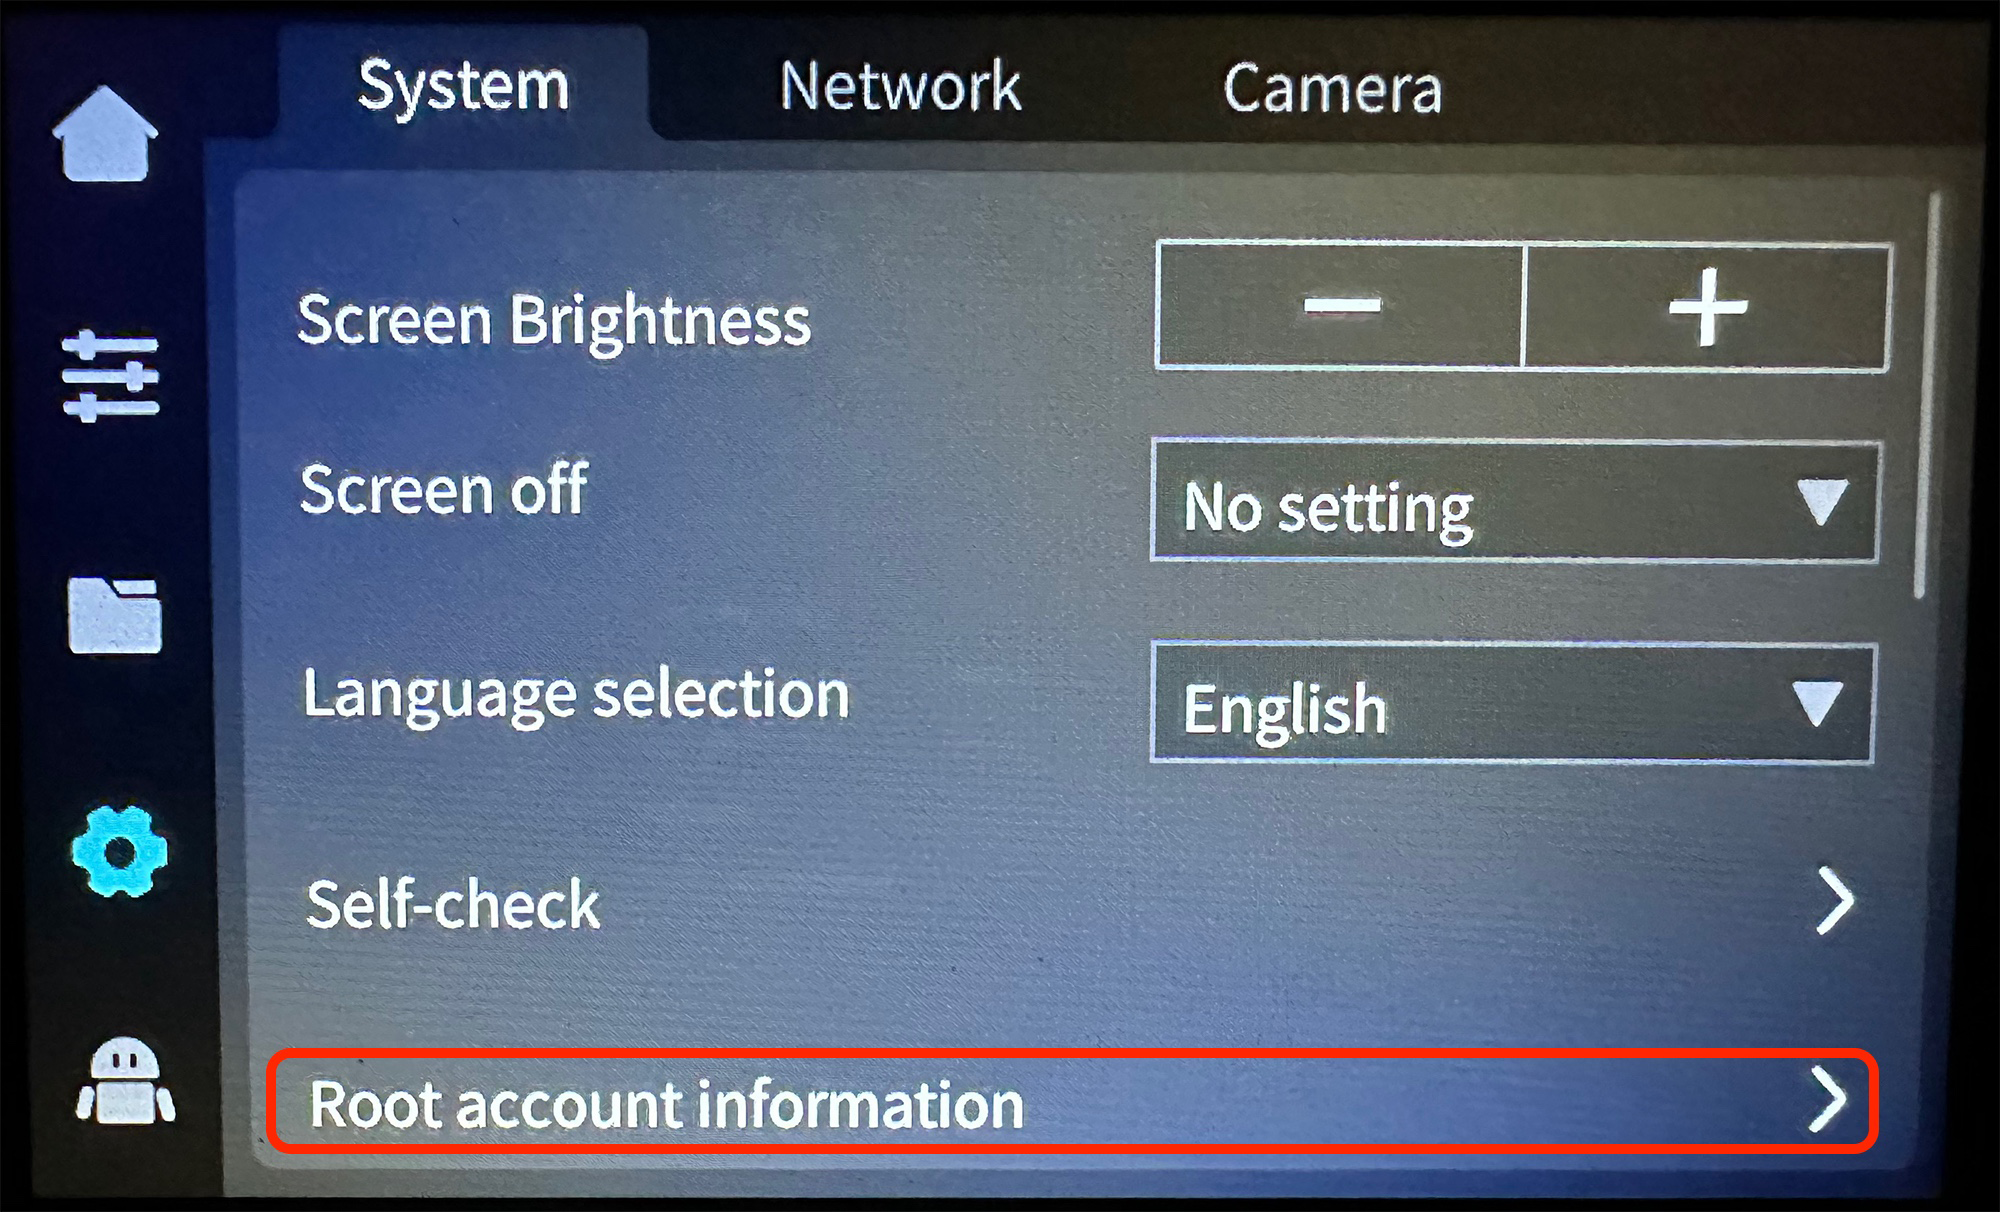 System
Network
Camera
Screen Brightness
Screen off
No setting
Language selection
English
Self-check
Root account information